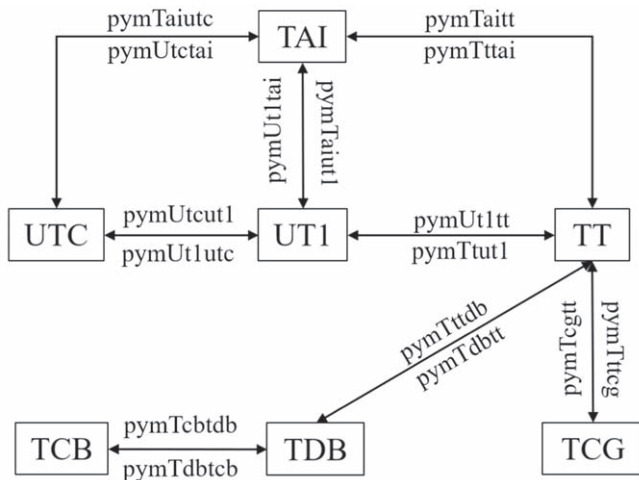 pymTaiutc
pymUtctai
TAI
pymTaitt
pymTttai
pymUt1tai
pymTaiut1
UTC
pymUtcut1
pymUt1utc
UT1
pymUt1tt
pymTtut1
TT
pymTttdb
pymTdbtt
pymTcgtt
pymTttcg
TCB
pymTcbtdb
pymTdbtcb
TDB
TCG